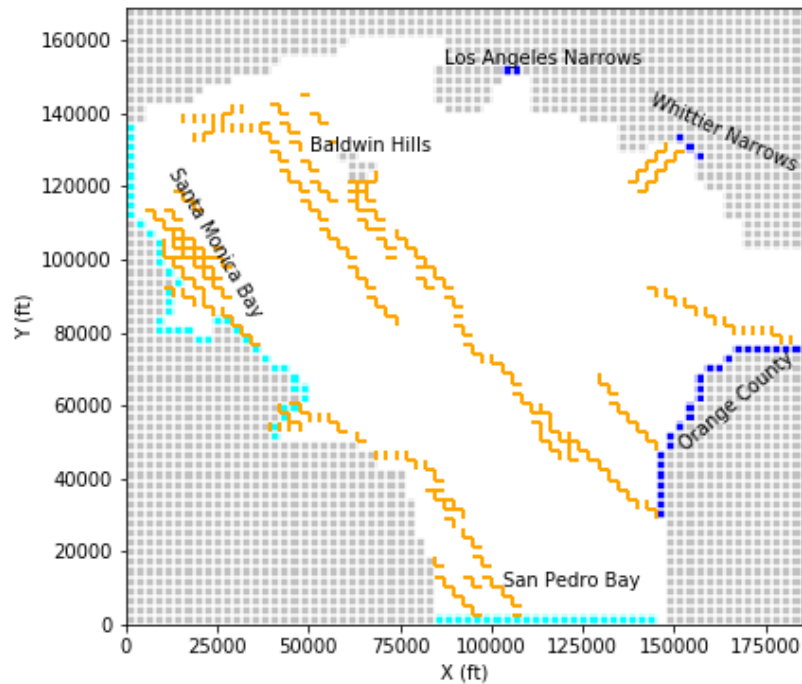 160000
Los Angeles Narrows
140000
Whittier Narrows
Baldwin Hills
120000
Santa Monica Bay
100000
Y (ft)
80000
Orange County
60000
40000
20000
San Pedro Bay
0
0 25000 50000 75000 100000 125000 150000 175000
X (ft)